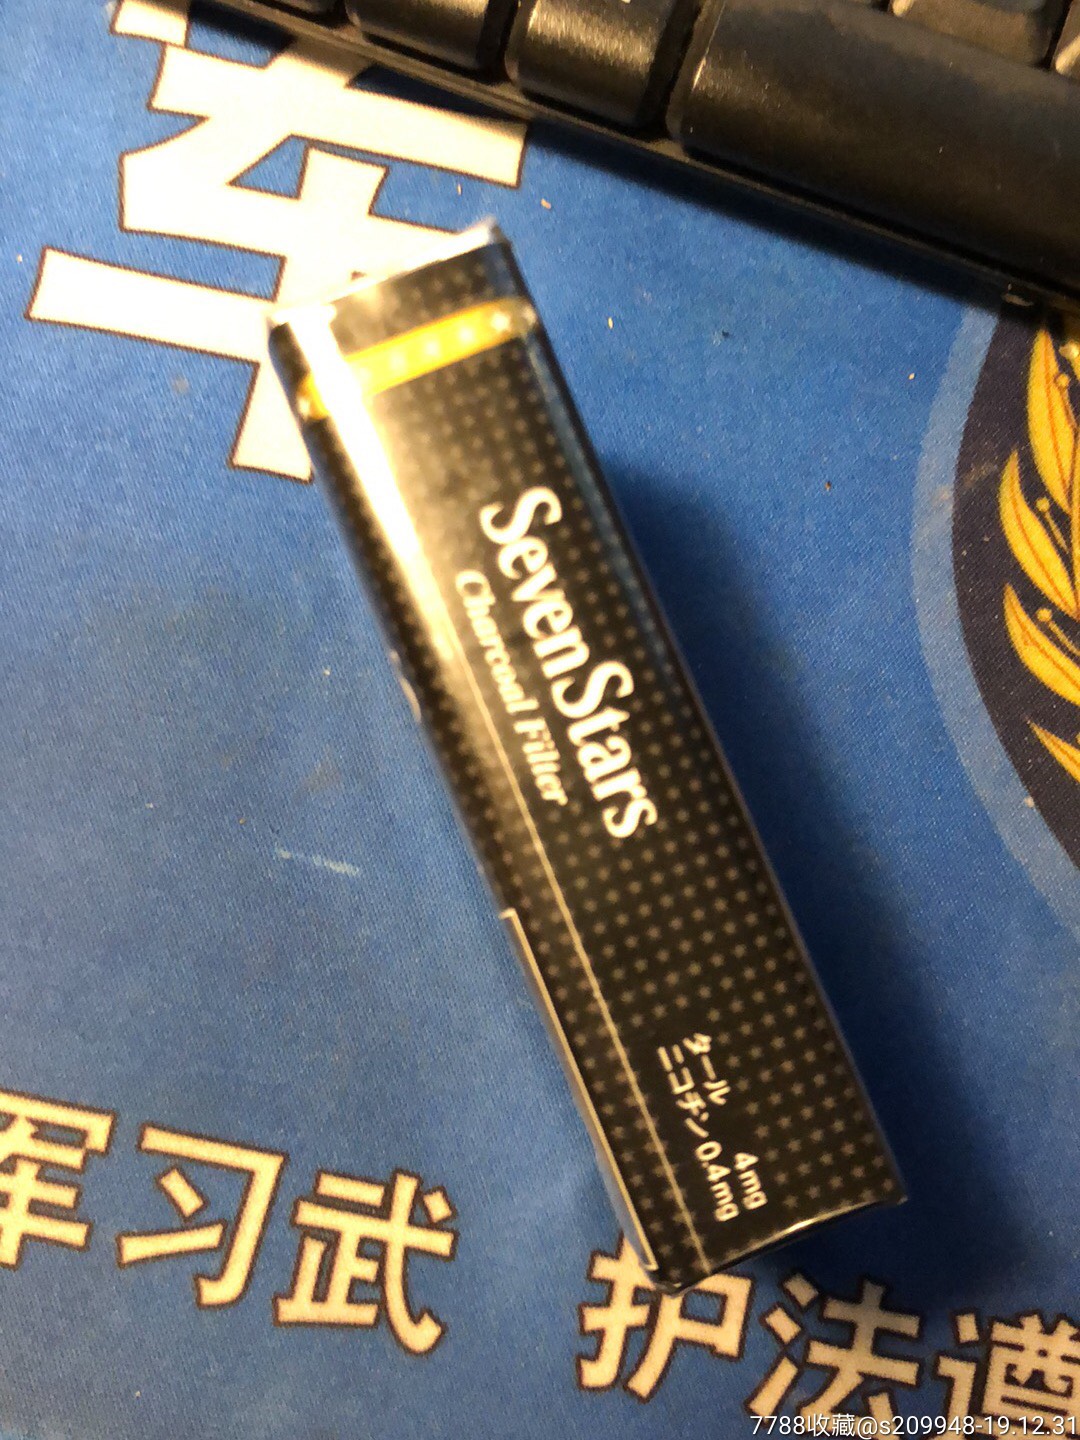 SevenStars
Charcoal Filter
タール 4mg
ニコチン 0.4mg
习武
护法遵
7788收藏@s209948-19.12.31